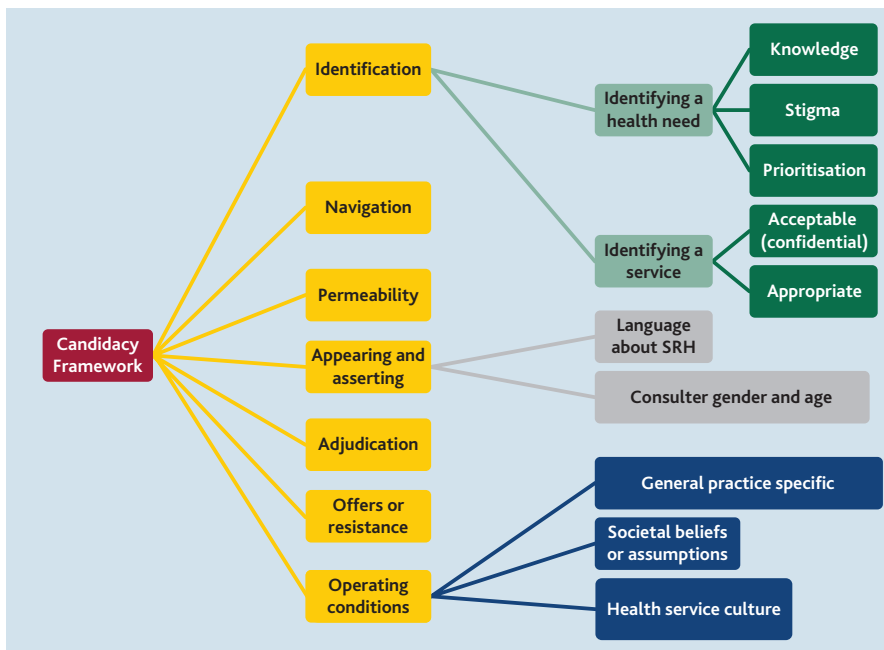 Candidacy
Framework
Identification
Navigation
Permeability
Appearing and
asserting
Adjudication
Offers or
resistance
Operating
conditions
Identifying a
health need
Identifying a
service
Knowledge
Stigma
Prioritisation
Acceptable
(confidential)
Appropriate
Language
about SRH
Consulter gender and age
General practice specific
Societal beliefs
or assumptions
Health service culture